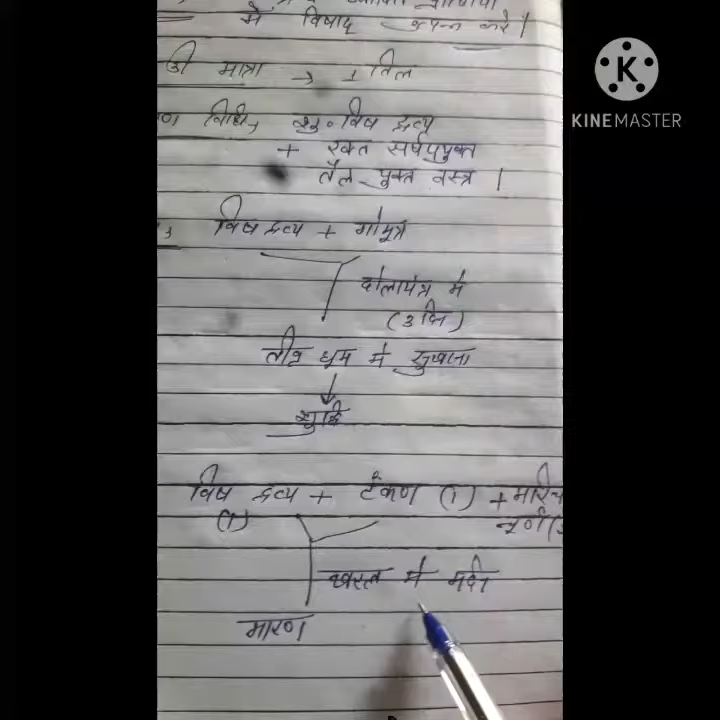 में विषाद उत्पन्न करे।
की मात्रा → 1 तिल
विधि → शु० विष द्रव्य
+ रक्त सर्षपयुक्त
तैल युक्त वस्त्र ।
विष द्रव्य + गोमूत्र
दोलायंत्र में
(3 दिन)
तीव्र धूप में सुखाना
↓
शुद्धि
विष द्रव्य + टंकण (1) + मरिच
(1) चूर्ण (
खरल में मर्दन
मारण
KINEMASTER